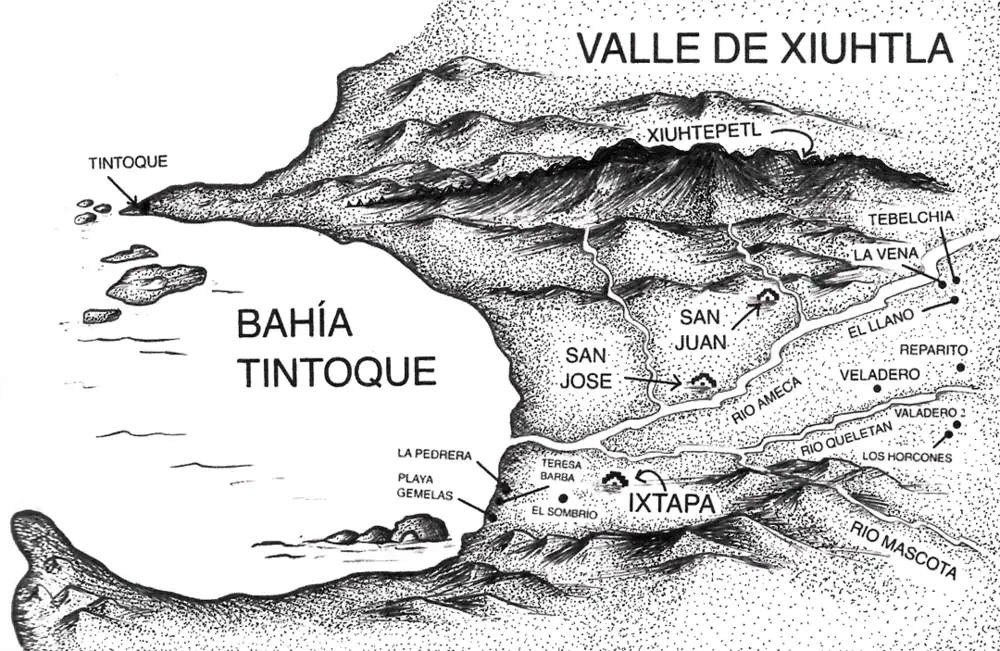 VALLE DE XIUHTLA
XIUHTEPETL
TINTOQUE
TEBELCHIA
LA VENA
BAHÍA
TINTOQUE
SAN
JUAN
EL LLANO
SAN
JOSE
REPARITO
VELADERO
RIO AMECA
VALADERO 2
RIO QUELETAN
LOS HORCONES
LA PEDRERA
TERESA
BARBA
PLAYA
GEMELAS
EL SOMBRIO
IXTAPA
RIO MASCOTA